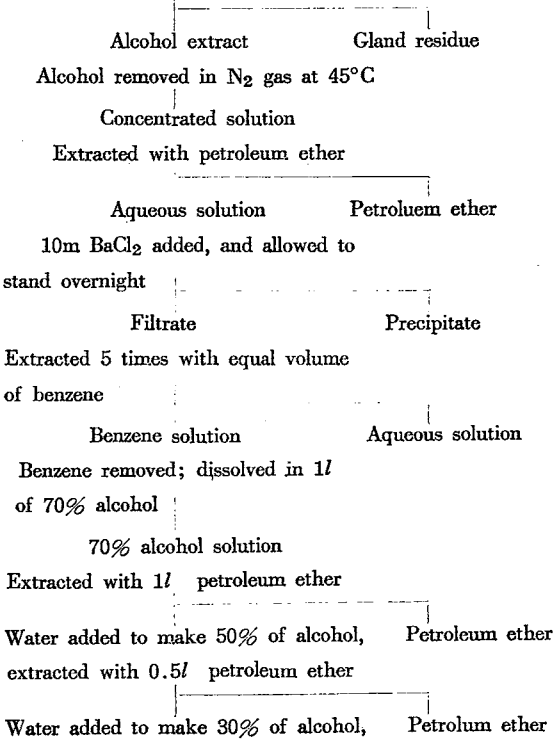 Alcohol extract Gland residue
Alcohol removed in N2 gas at 45°C
Concentrated solution
Extracted with petroleum ether
Aqueous solution Petroluem ether
10m BaCl2 added, and allowed to
stand overnight
Filtrate Precipitate
Extracted 5 times with equal volume
of benzene
Benzene solution Aqueous solution
Benzene removed; dissolved in 1l
of 70% alcohol
70% alcohol solution
Extracted with 1l petroleum ether
Water added to make 50% of alcohol, Petroleum ether
extracted with 0.5l petroleum ether
Water added to make 30% of alcohol, Petrolum ether